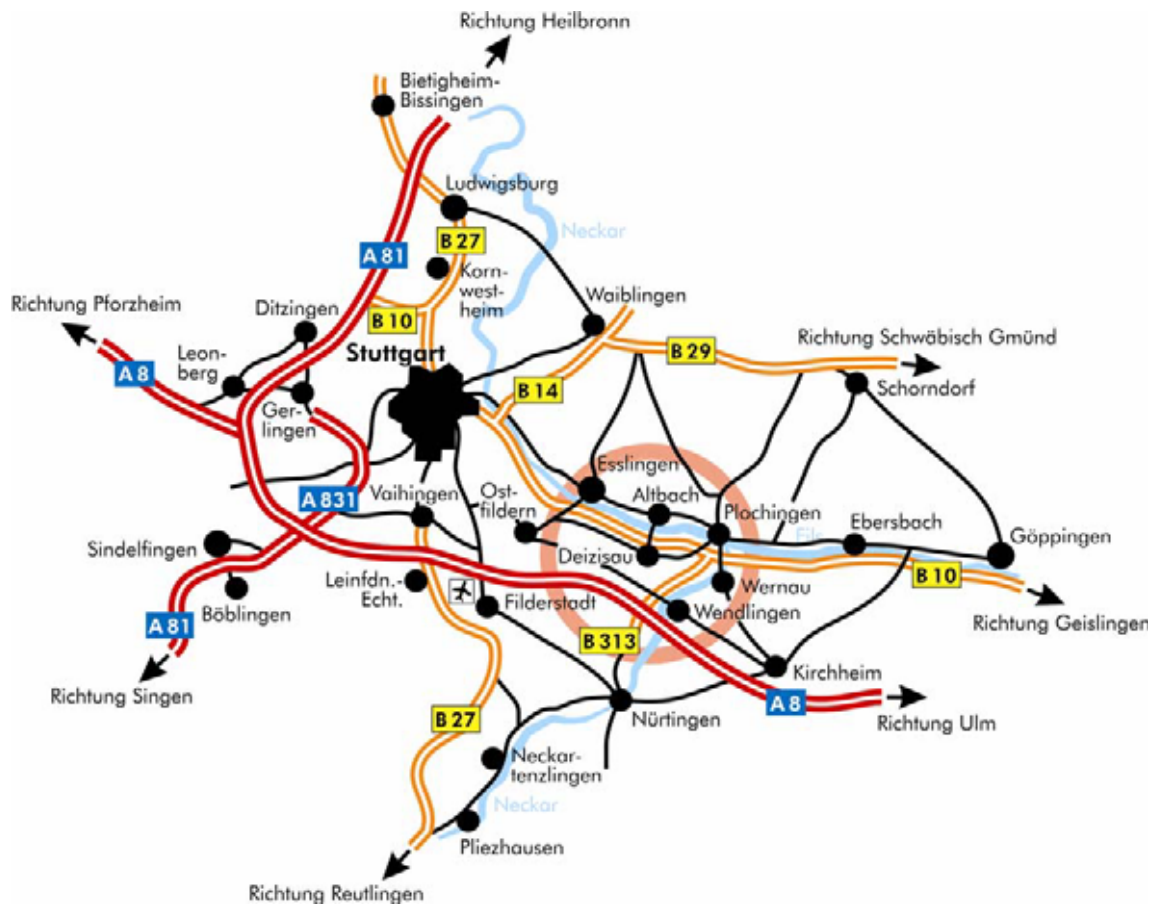 Richtung Heilbronn
Bietigheim-
Bissingen
Ludwigsburg
Neckar
B 27
A 81
Korn-
west-
heim
Richtung Pforzheim
Ditzingen
Waiblingen
B 10
Richtung Schwäbisch Gmünd
B 29
Stuttgart
Leon-
berg
A 8
B 14
Schorndorf
Ger-
lingen
Esslingen
Vaihingen
Ost-
fildern
Altbach
A 831
Plochingen
Ebersbach
Fils
Göppingen
Sindelfingen
Deizisau
B 10
Leinfdn.-
Echt.
Wernau
Böblingen
Filderstadt
Wendlingen
Richtung Geislingen
A 81
B 313
Kirchheim
Richtung Singen
A 8
B 27
Nürtingen
Richtung Ulm
Neckar-
tenzlingen
Neckar
Pliezhausen
Richtung Reutlingen